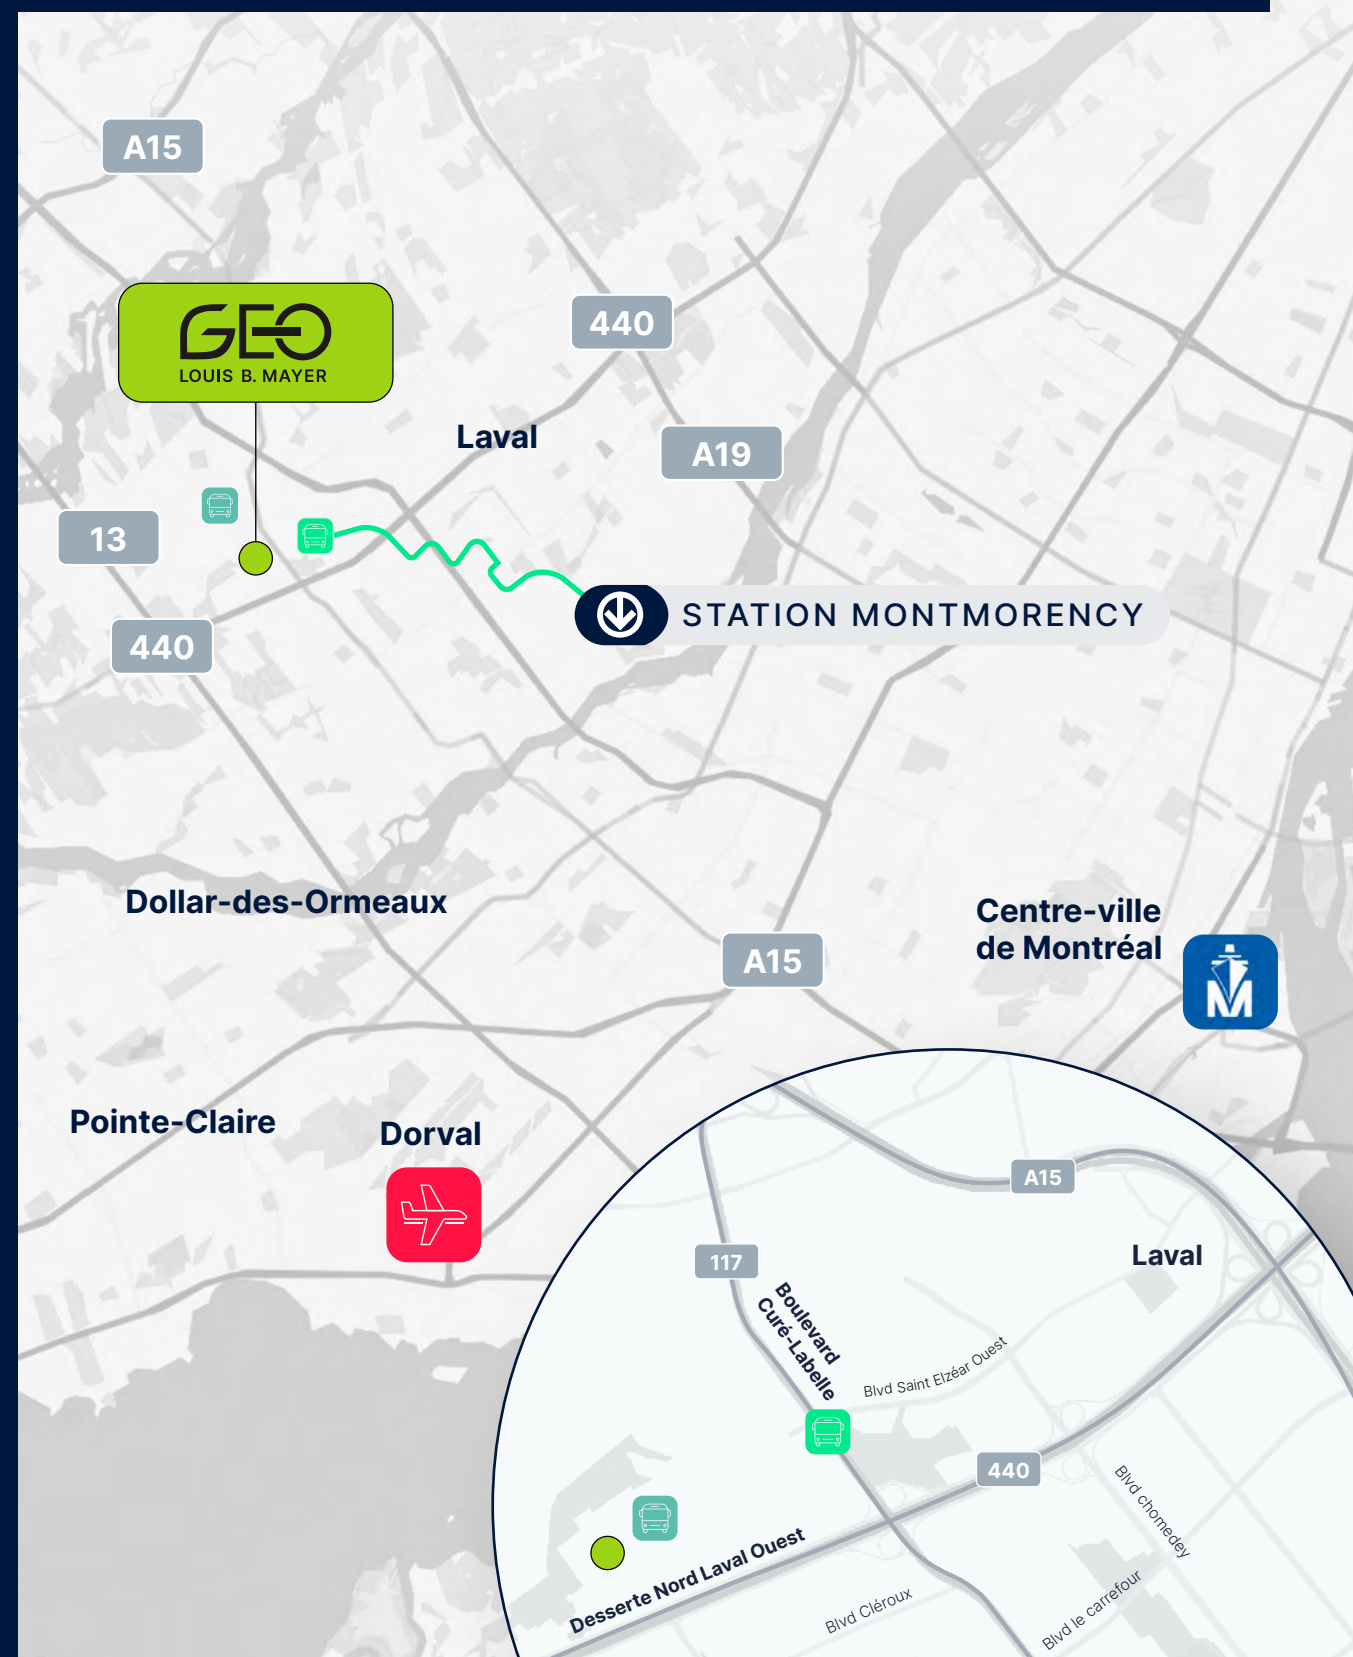 A15
GEO
LOUIS B. MAYER
440
Laval
A19
13
440
STATION MONTMORENCY
Dollar-des-Ormeaux
Centre-ville
de Montréal
A15
M
Pointe-Claire
Dorval
A15
117
Laval
Boulevard
Curé-Labelle
Blvd Saint Elzéar Ouest
440
Blvd chomedey
Desserte Nord Laval Ouest
Blvd Cléroux
Blvd le carrefour